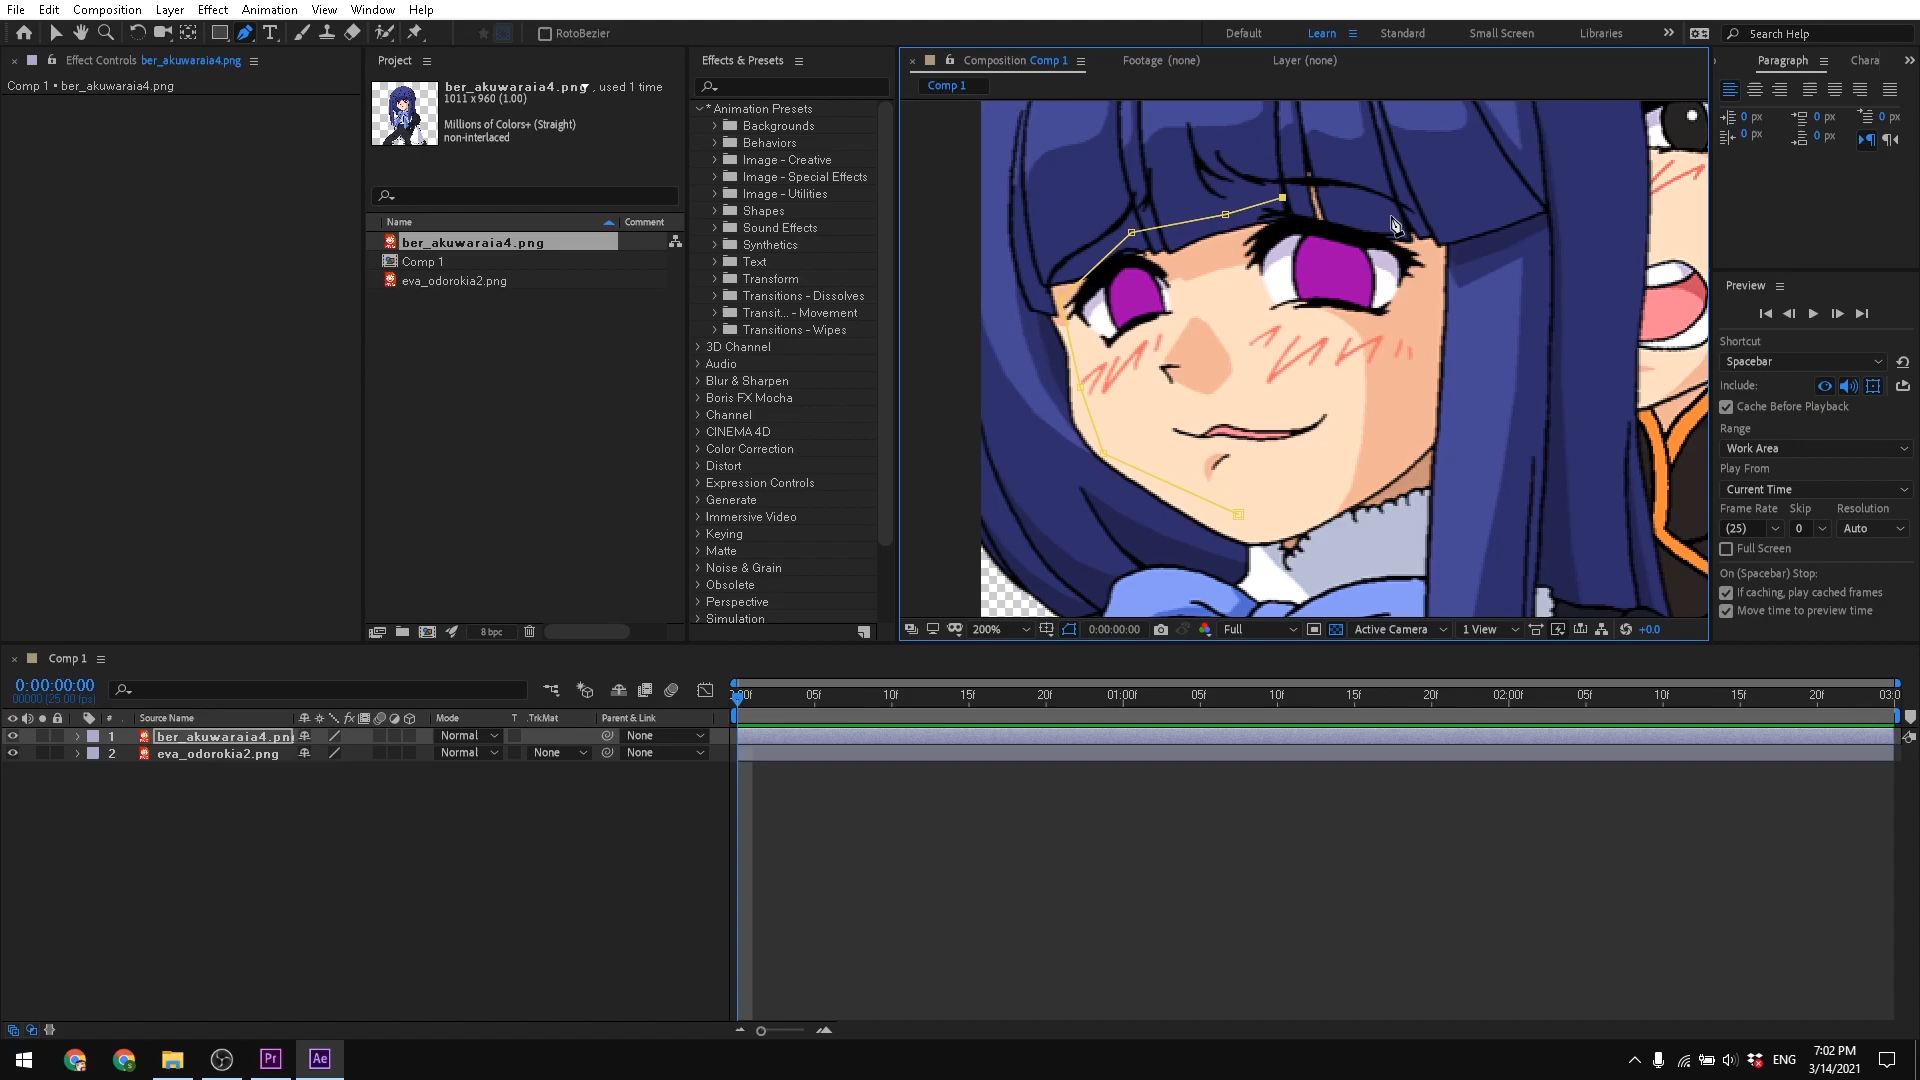 File Edit Composition Layer Effect Animation View Window Help
RotoBezier
Default Learn Standard Small Screen Libraries Search Help
Effect Controls ber_akuwaraia4.png
Project
Effects & Presets
Composition Comp 1
Footage (none)
Layer (none)
Paragraph Chara
Comp 1 • ber_akuwaraia4.png
ber_akuwaraia4.png , used 1 time
1011 x 960 (1.00)
Millions of Colors+ (Straight)
non-interlaced
Comp 1
Name Comment
ber_akuwaraia4.png
Comp 1
eva_odorokia2.png
8 bpc
* Animation Presets
Backgrounds
Behaviors
Image - Creative
Image - Special Effects
Image - Utilities
Shapes
Sound Effects
Synthetics
Text
Transform
Transitions - Dissolves
Transit... - Movement
Transitions - Wipes
3D Channel
Audio
Blur & Sharpen
Boris FX Mocha
Channel
CINEMA 4D
Color Correction
Distort
Expression Controls
Generate
Immersive Video
Keying
Matte
Noise & Grain
Obsolete
Perspective
Simulation
200% 0:00:00:00 Full Active Camera 1 View +0.0
0 px 0 px 0 px
0 px 0 px
Preview
Shortcut
Spacebar
Include:
Cache Before Playback
Range
Work Area
Play From
Current Time
Frame Rate Skip Resolution
(25) 0 Auto
Full Screen
On (Spacebar) Stop:
If caching, play cached frames
Move time to preview time
Comp 1
0:00:00:00
00000 (25.00 fps)
:00f 05f 10f 15f 20f 01:00f 05f 10f 15f 20f 02:00f 05f 10f 15f 20f 03:0
# Source Name fx Mode T .TrkMat Parent & Link
1 ber_akuwaraia4.pn Normal None
2 eva_odorokia2.png Normal None None
Pr Ae
ENG 7:02 PM
3/14/2021